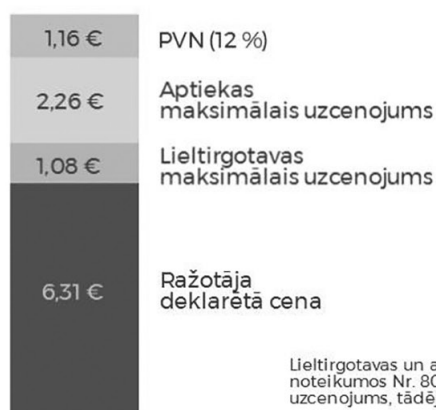 1,16 € PVN (12 %)
2,26 € Aptiekas
maksimālais uzcenojums
1,08 € Lieltirgotavas
maksimālais uzcenojums
6,31 € Ražotāja
deklarētā cena
Lieltirgotavas un
noteikumos Nr.
uzcenojums,